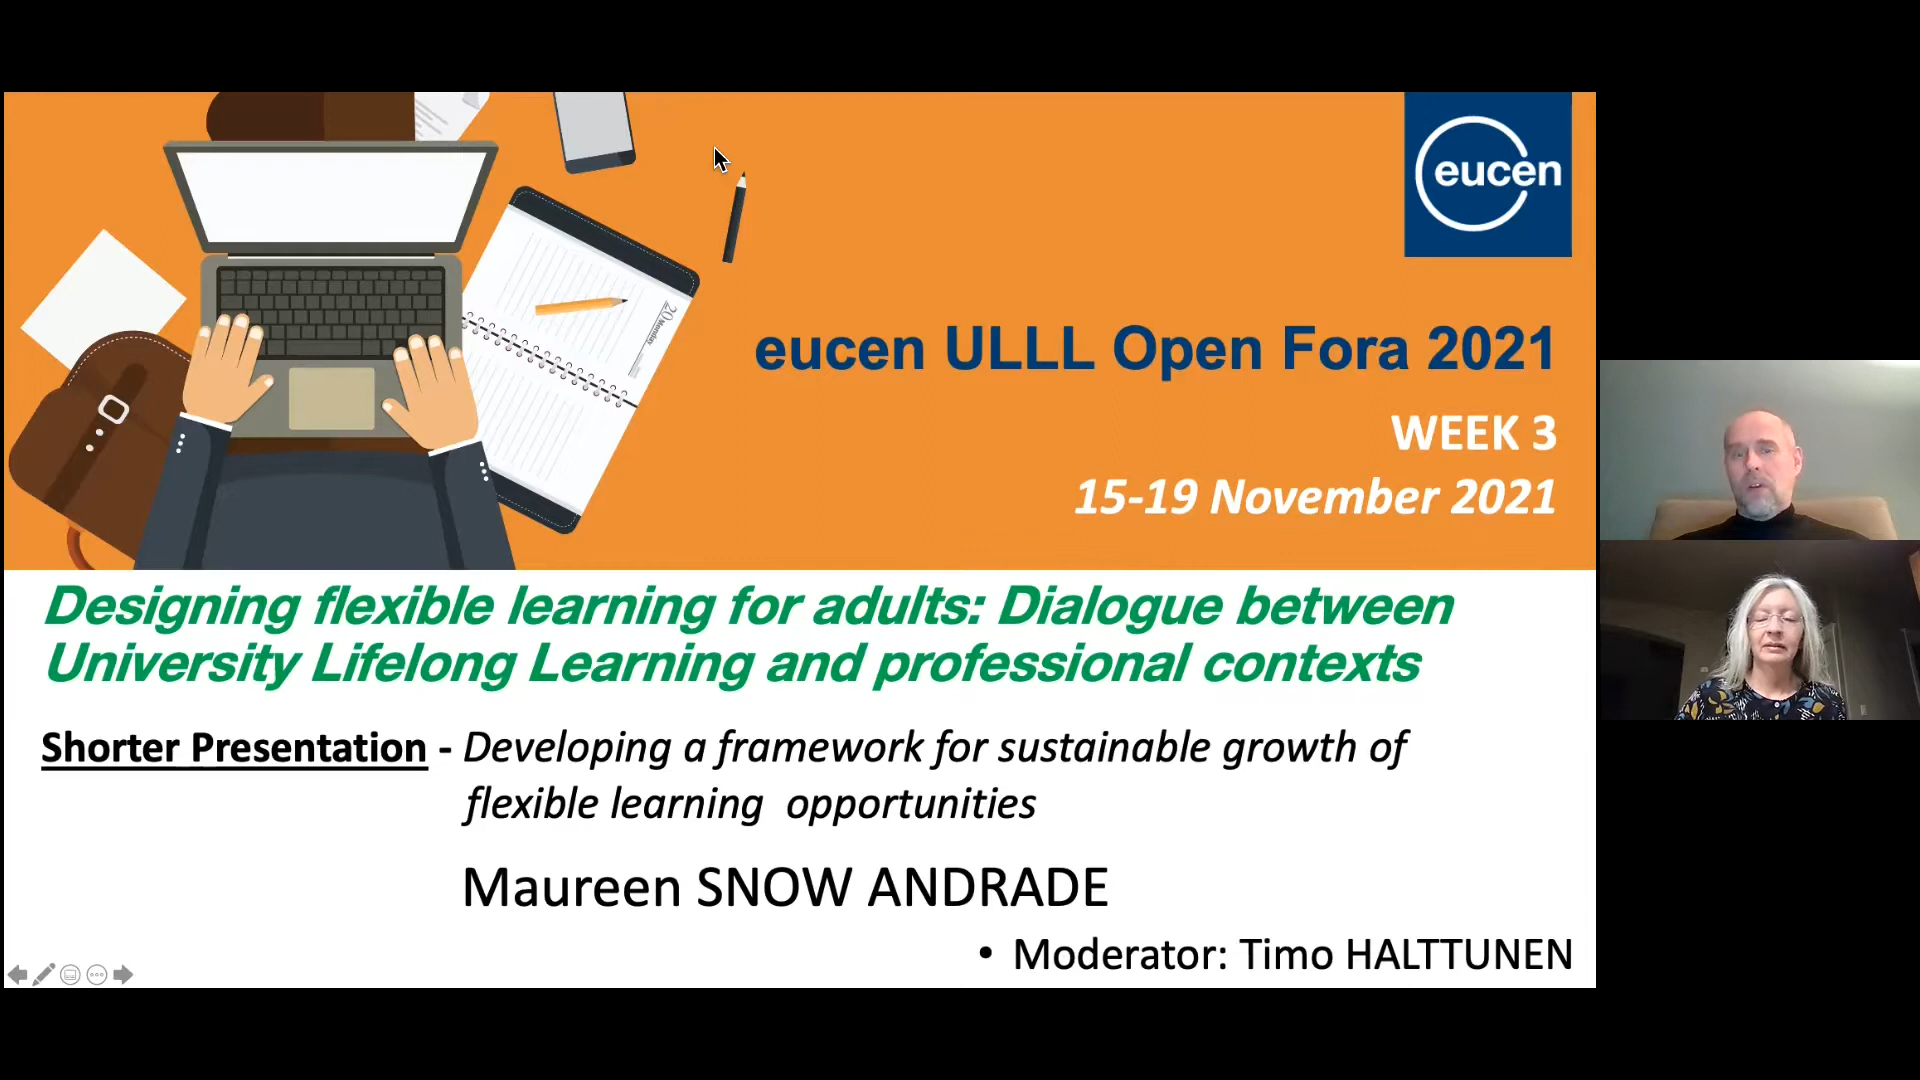 eucen
20 Monday
eucen ULLL Open Fora 2021
WEEK 3
15-19 November 2021
Designing flexible learning for adults: Dialogue between
University Lifelong Learning and professional contexts
Shorter Presentation - Developing a framework for sustainable growth of
flexible learning opportunities
Maureen SNOW ANDRADE
• Moderator: Timo HALTTUNEN